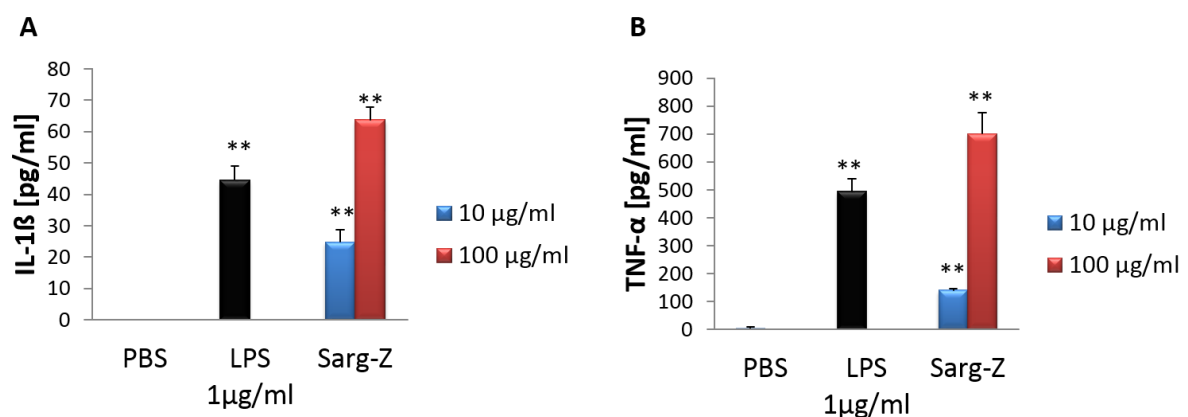 A
IL-1ß [pg/ml]
80
70
60
50
40
30
20
10
0
**
**
**
PBS
LPS
1µg/ml
Sarg-Z
10 µg/ml
100 µg/ml
B
TNF-α [pg/ml]
900
800
700
600
500
400
300
200
100
0
**
**
**
PBS
LPS
1µg/ml
Sarg-Z
10 µg/ml
100 µg/ml